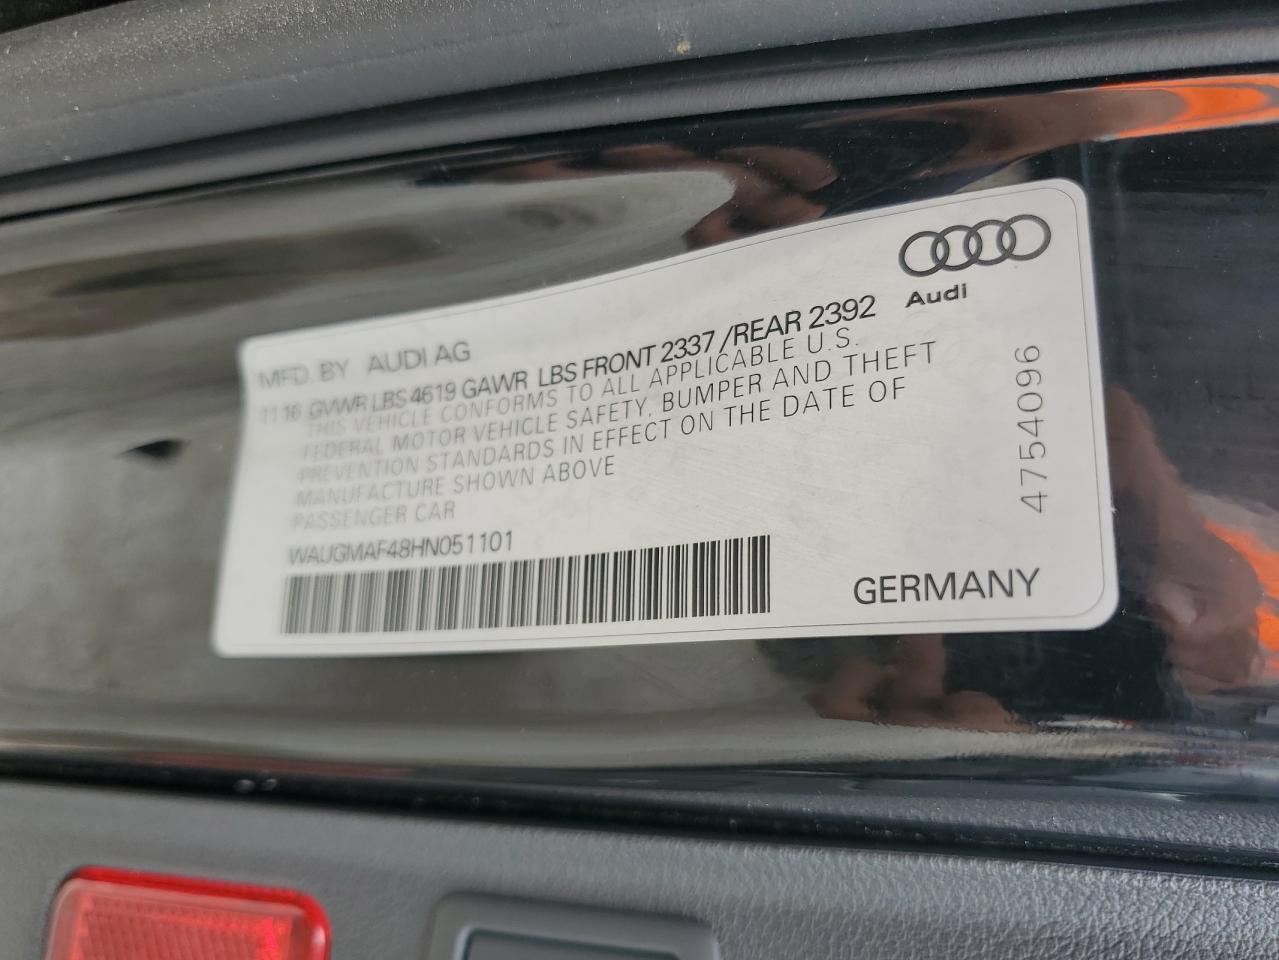 Audi
MFD. BY AUDI AG
11 16 GVWR LBS 4619 GAWR LBS FRONT 2337 /REAR 2392
THIS VEHICLE CONFORMS TO ALL APPLICABLE U.S.
FEDERAL MOTOR VEHICLE SAFETY, BUMPER AND THEFT
PREVENTION STANDARDS IN EFFECT ON THE DATE OF
MANUFACTURE SHOWN ABOVE
PASSENGER CAR
WAUGMAF48HN051101
GERMANY
4754096